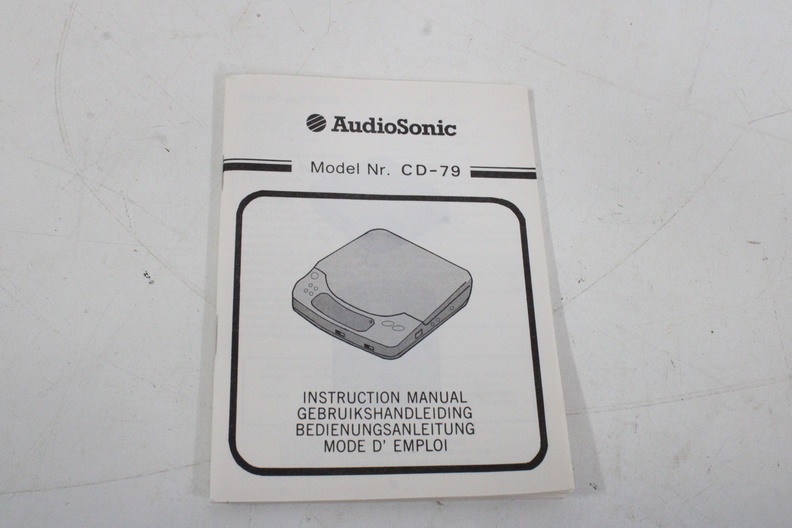 AudioSonic
Model Nr. CD-79
INSTRUCTION MANUAL
GEBRUIKSHANDLEIDING
BEDIENUNGSANLEITUNG
MODE D' EMPLOI